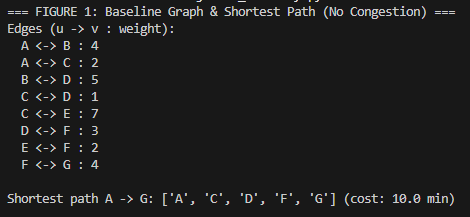 === FIGURE 1: Baseline Graph & Shortest Path (No Congestion) ===
Edges (u -> v : weight):
A <-> B : 4
A <-> C : 2
B <-> D : 5
C <-> D : 1
C <-> E : 7
D <-> F : 3
E <-> F : 2
F <-> G : 4
Shortest path A -> G: ['A', 'C', 'D', 'F', 'G'] (cost: 10.0 min)